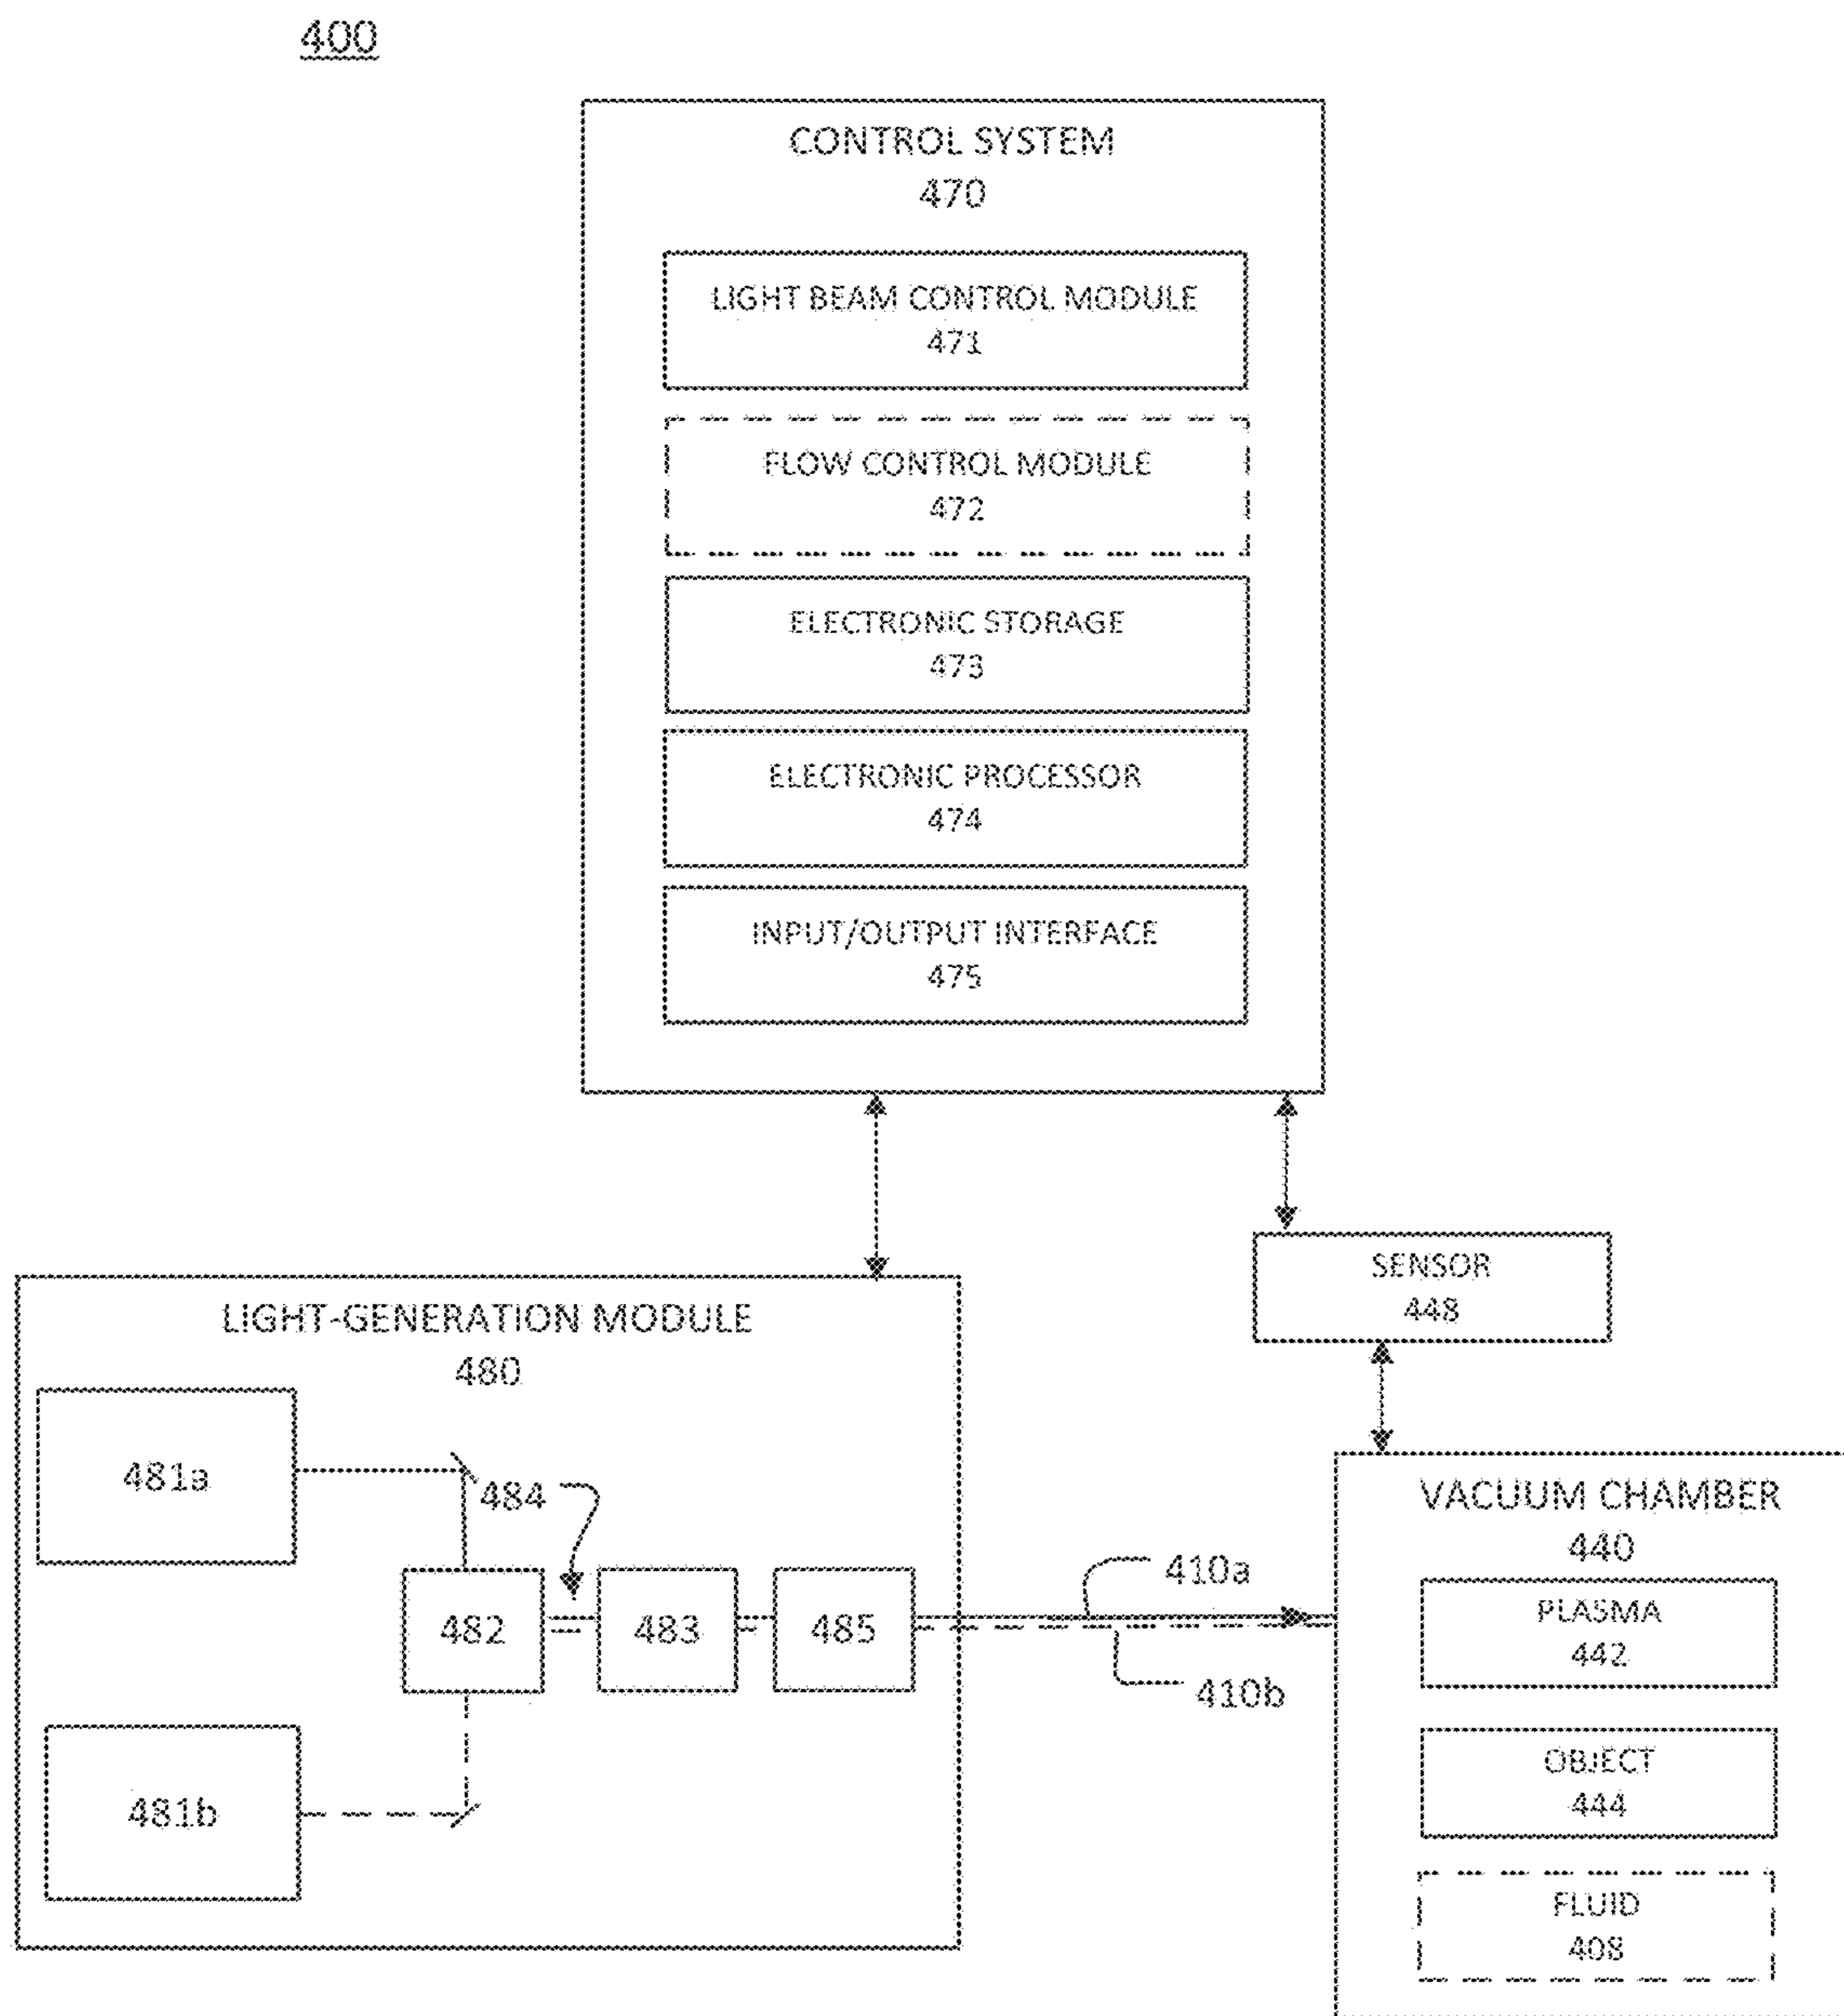 400
CONTROL SYSTEM
470
LIGHT BEAM CONTROL MODULE
471
FLOW CONTROL MODULE
472
ELECTRONIC STORAGE
473
ELECTRONIC PROCESSOR
474
INPUT/OUTPUT INTERFACE
475
SENSOR
448
LIGHT-GENERATION MODULE
480
481a
484
482
483
485
481b
410a
410b
VACUUM CHAMBER
440
PLASMA
442
OBJECT
444
FLUID
408